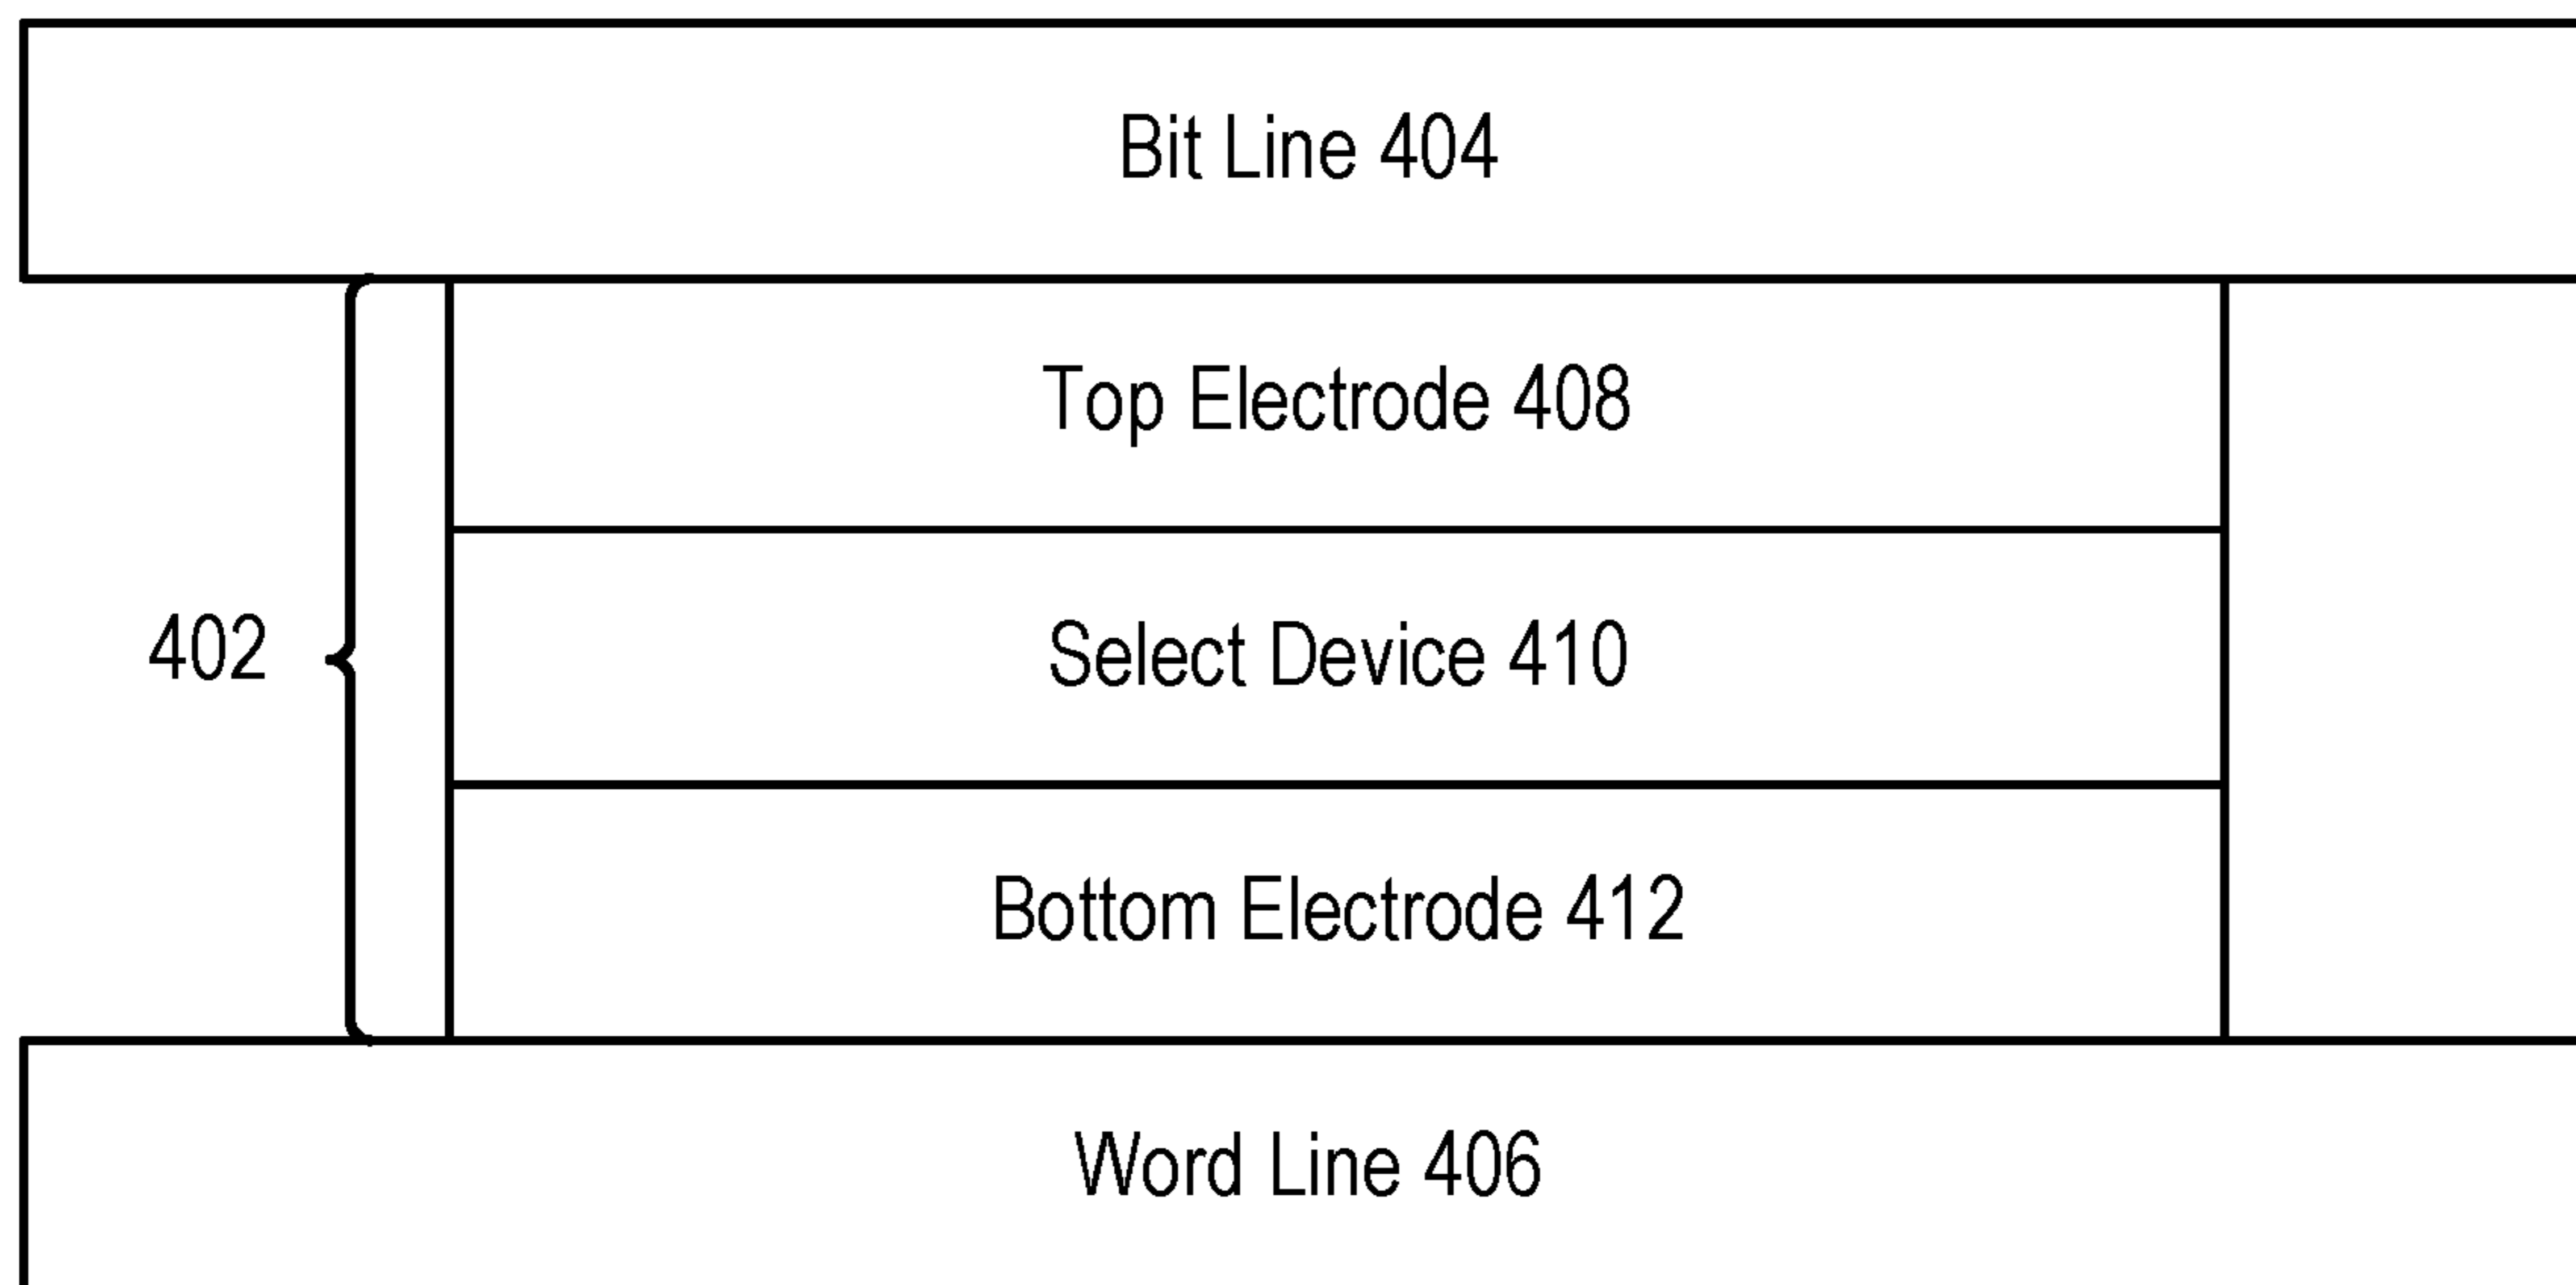 Bit Line 404
Top Electrode 408
402
Select Device 410
Bottom Electrode 412
Word Line 406